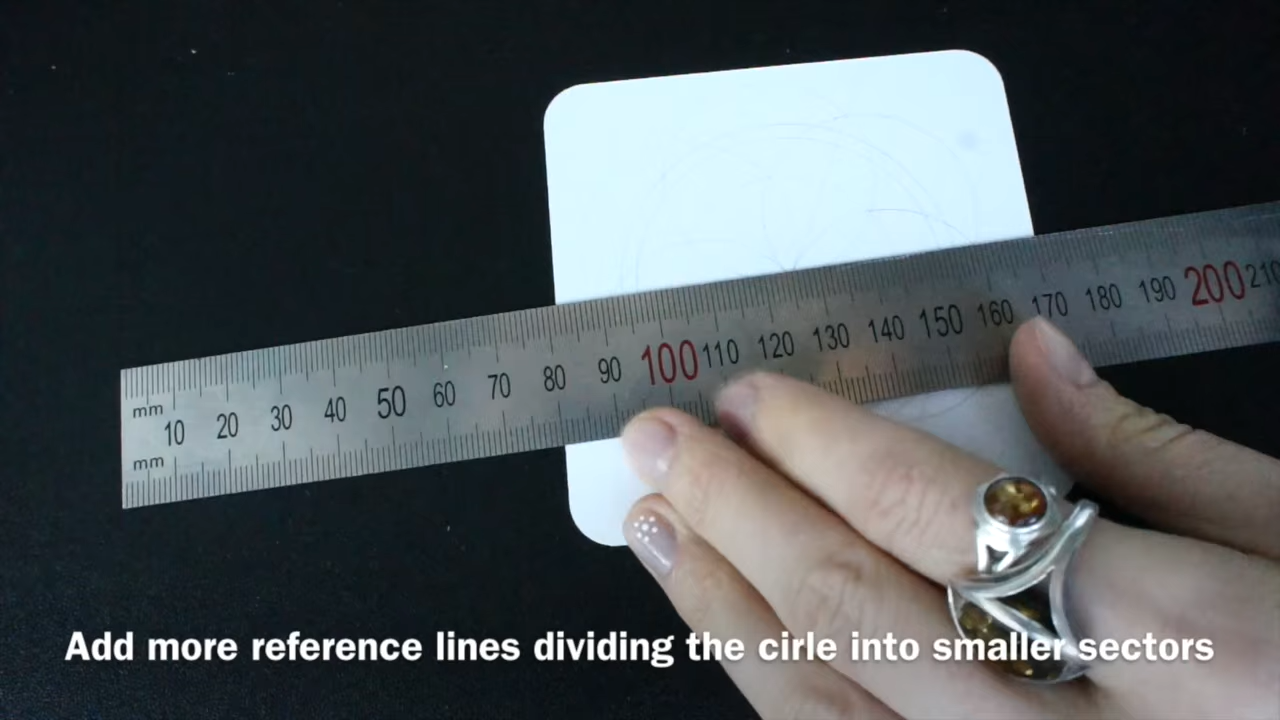 mm
10 20 30 40 50 60 70 80 90 100 110 120 130 140 150 160 170 180 190 200 210
mm
Add more reference lines dividing the cirle into smaller sectors